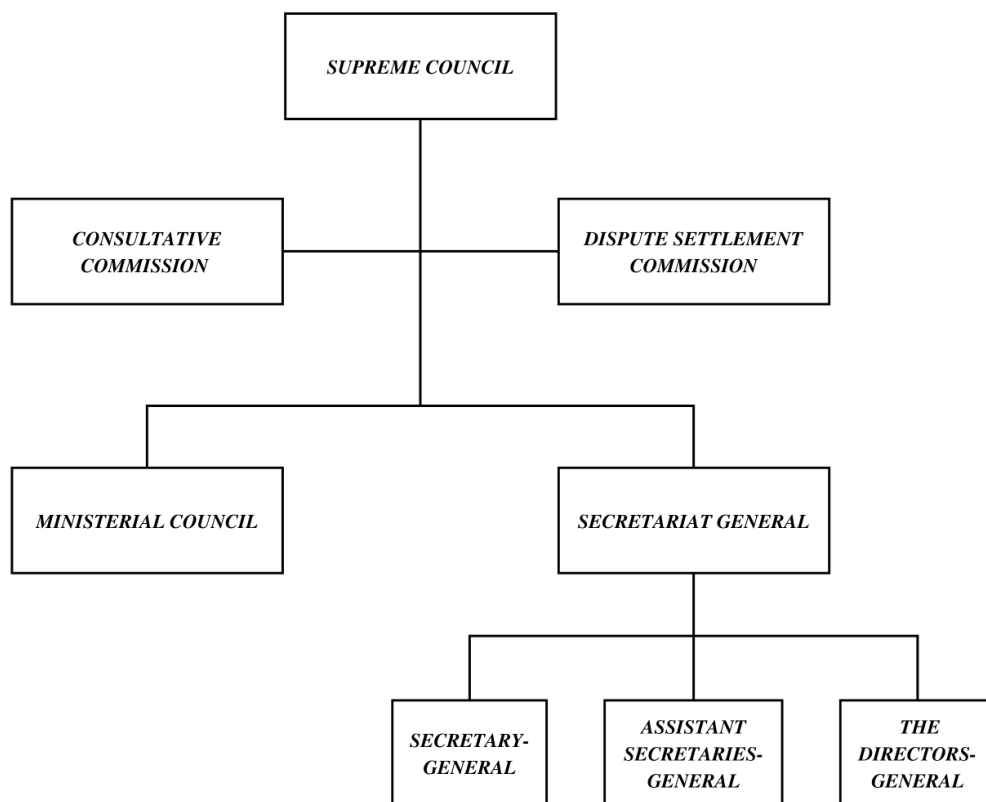 SUPREME COUNCIL
CONSULTATIVE
COMMISSION
DISPUTE SETTLEMENT
COMMISSION
MINISTERIAL COUNCIL
SECRETARIAT GENERAL
SECRETARY-
GENERAL
ASSISTANT
SECRETARIES-
GENERAL
THE
DIRECTORS-
GENERAL